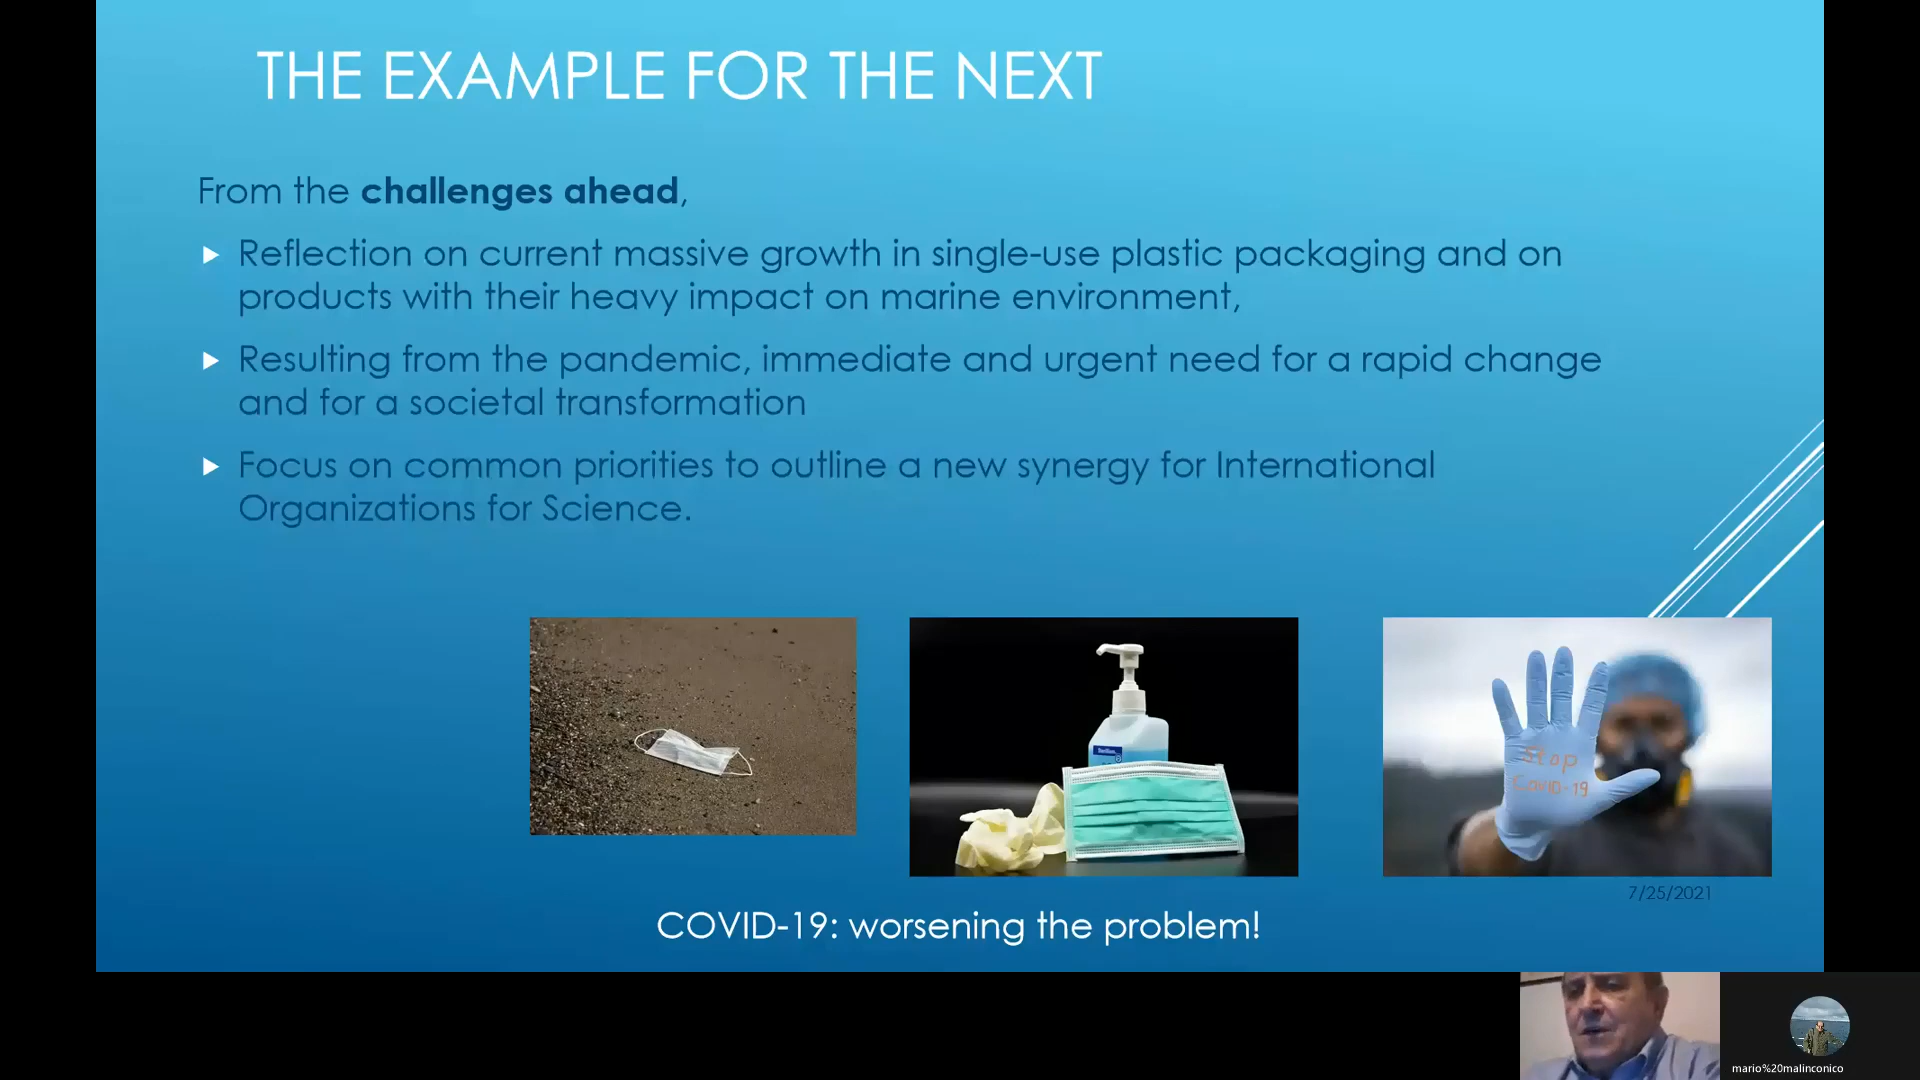 THE EXAMPLE FOR THE NEXT
From the challenges ahead,
Reflection on current massive growth in single-use plastic packaging and on
products with their heavy impact on marine environment,
Resulting from the pandemic, immediate and urgent need for a rapid change
and for a societal transformation
Focus on common priorities to outline a new synergy for International
Organizations for Science.
Stop
Covid-19
7/25/2021
COVID-19: worsening the problem!
mario%20malinconico